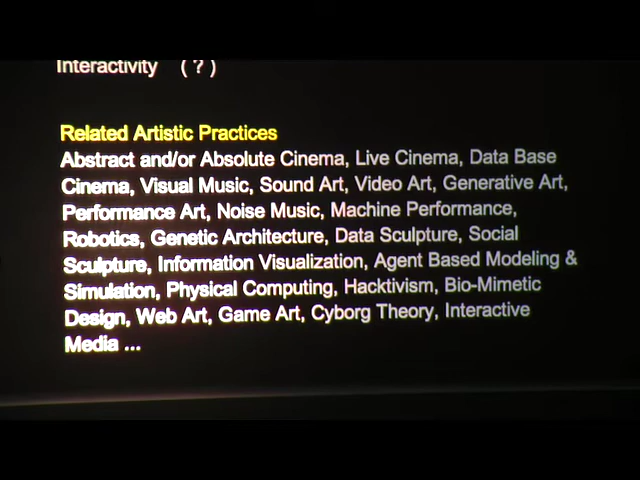 Interactivity ( ? )
Related Artistic Practices
Abstract and/or Absolute Cinema, Live Cinema, Data Base
Cinema, Visual Music, Sound Art, Video Art, Generative Art,
Performance Art, Noise Music, Machine Performance,
Robotics, Genetic Architecture, Data Sculpture, Social
Sculpture, Information Visualization, Agent Based Modeling &
Simulation, Physical Computing, Hacktivism, Bio-Mimetic
Design, Web Art, Game Art, Cyborg Theory, Interactive
Media ...